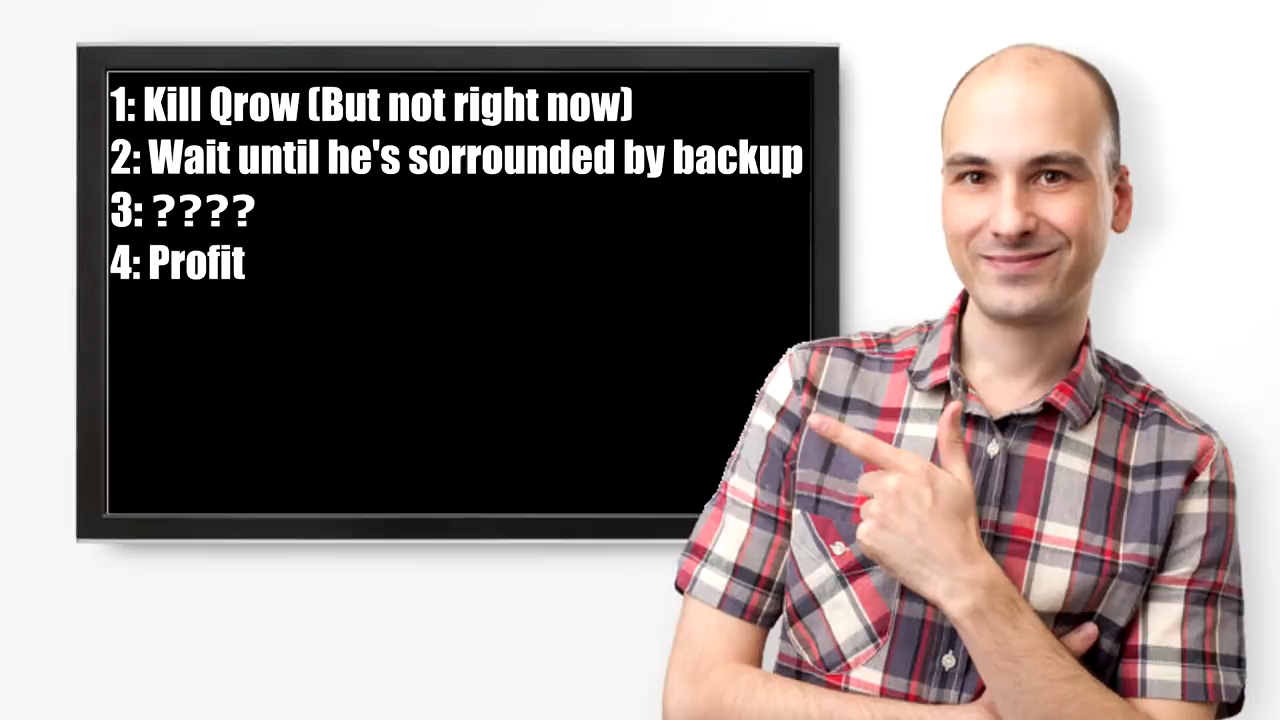 1: Kill Qrow (But not right now)
2: Wait until he's sorrounded by backup
3: ????
4: Profit